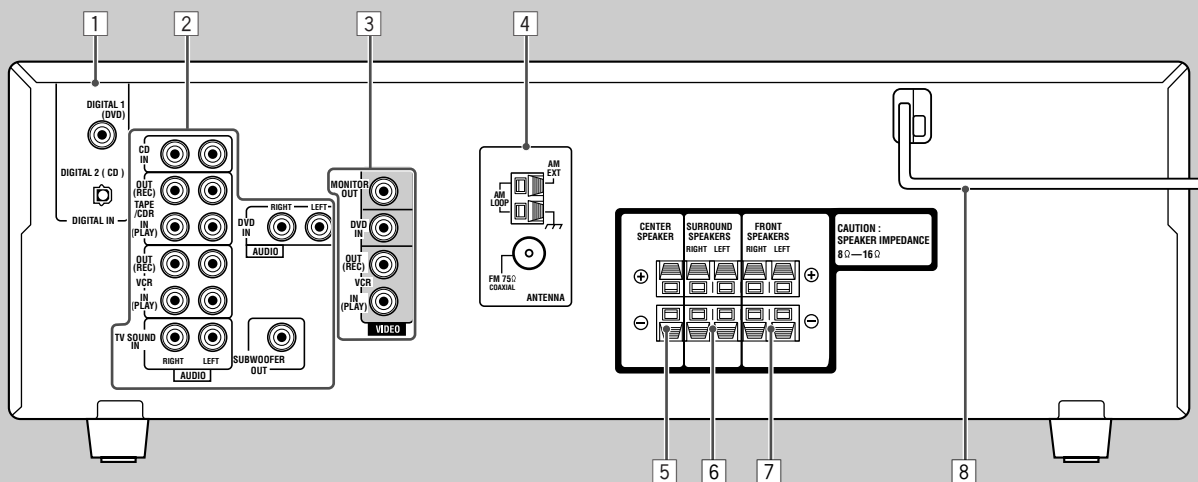 1
2
3
4
DIGITAL 1
(DVD)
DIGITAL 2 ( CD )
DIGITAL IN
CD
IN
OUT
(REC)
TAPE
/CDR
IN
(PLAY)
OUT
(REC)
VCR
IN
(PLAY)
TV SOUND
IN
RIGHT LEFT
AUDIO
RIGHT LEFT
DVD
IN
AUDIO
SUBWOOFER
OUT
MONITOR
OUT
DVD
IN
OUT
(REC)
VCR
IN
(PLAY)
VIDEO
AM
EXT
AM
LOOP
FM 75Ω
COAXIAL
ANTENNA
CENTER
SPEAKER
SURROUND
SPEAKERS
RIGHT LEFT
FRONT
SPEAKERS
RIGHT LEFT
+ +
− −
CAUTION :
SPEAKER IMPEDANCE
8Ω—16Ω
5
6
7
8